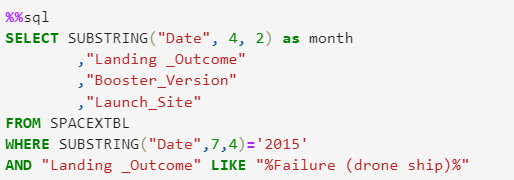 %%sql
SELECT SUBSTRING("Date", 4, 2) as month
,"Landing _Outcome"
,"Booster_Version"
,"Launch_Site"
FROM SPACEXTBL
WHERE SUBSTRING("Date",7,4)='2015'
AND "Landing _Outcome" LIKE "%Failure (drone ship)%"